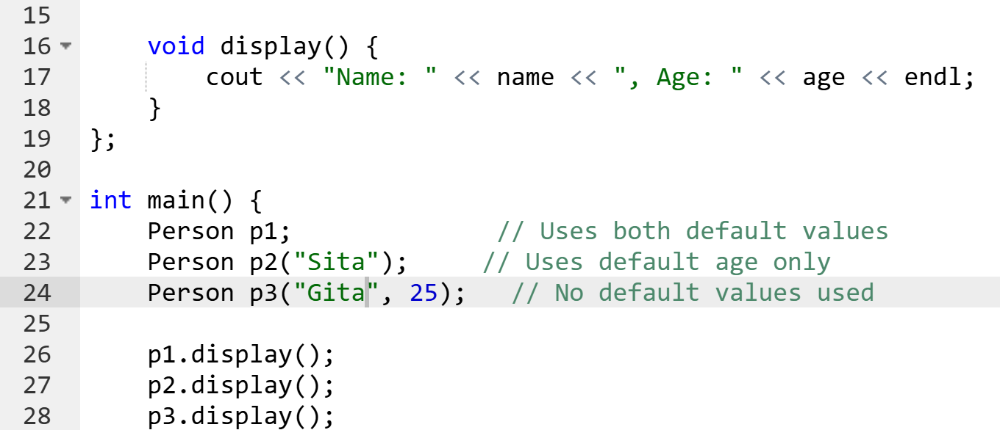 15
16     void display() {
17         cout << "Name: " << name << ", Age: " << age << endl;
18     }
19 };
20
21 int main() {
22     Person p1;              // Uses both default values
23     Person p2("Sita");     // Uses default age only
24     Person p3("Gita", 25);   // No default values used
25
26     p1.display();
27     p2.display();
28     p3.display();